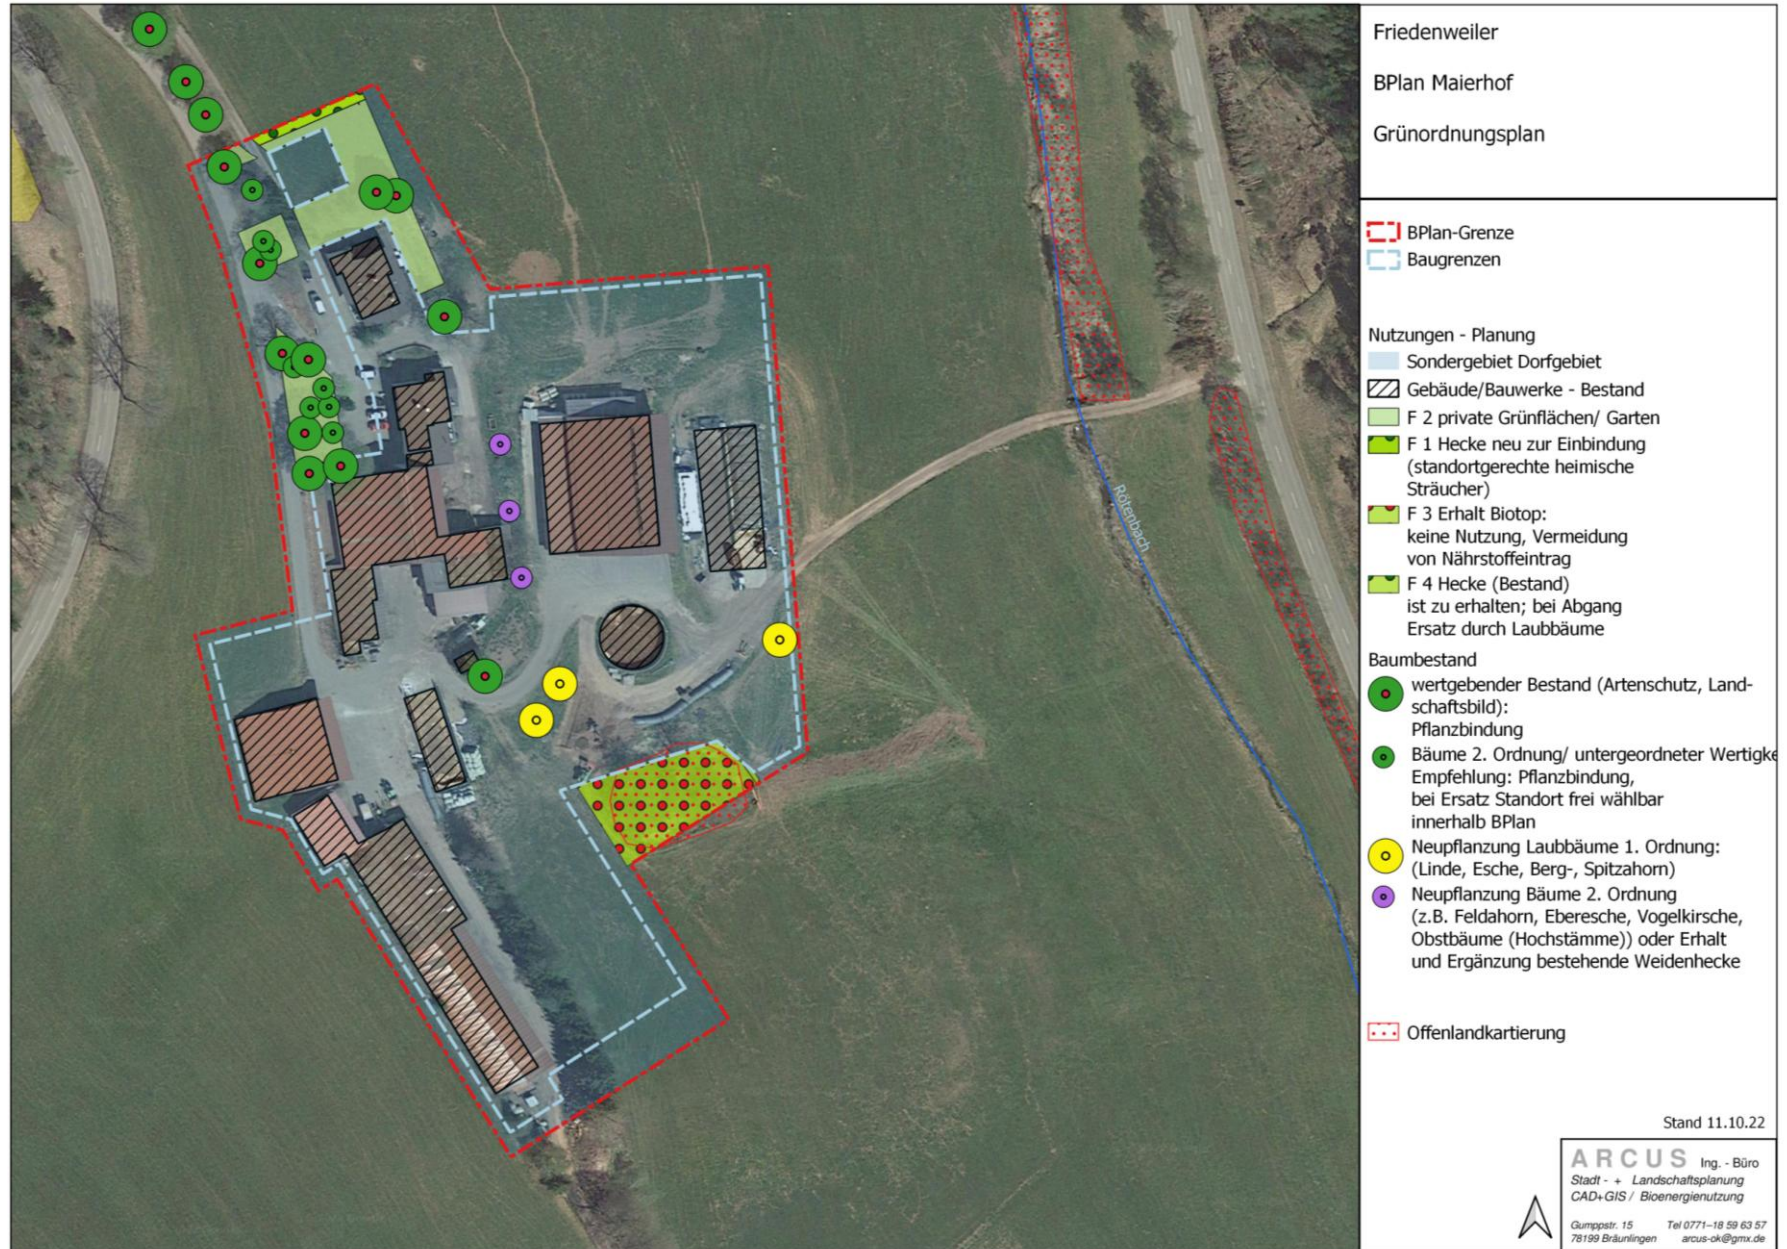 Friedenweiler
BPlan Maierhof
Grünordnungsplan
BPlan-Grenze
Baugrenzen
Nutzungen - Planung
Sondergebiet Dorfgebiet
Gebäude/Bauwerke - Bestand
F 2 private Grünflächen/ Garten
F 1 Hecke neu zur Einbindung
(standortgerechte heimische
Sträucher)
F 3 Erhalt Biotop:
keine Nutzung, Vermeidung
von Nährstoffeintrag
F 4 Hecke (Bestand)
ist zu erhalten; bei Abgang
Ersatz durch Laubbäume
Baumbestand
wertgebender Bestand (Artenschutz, Land-
schaftsbild):
Pflanzbindung
Bäume 2. Ordnung/ untergeordneter Wertigke
Empfehlung: Pflanzbindung,
bei Ersatz Standort frei wählbar
innerhalb BPlan
Neupflanzung Laubbäume 1. Ordnung:
(Linde, Esche, Berg-, Spitzahorn)
Neupflanzung Bäume 2. Ordnung
(z.B. Feldahorn, Eberesche, Vogelkirsche,
Obstbäume (Hochstämme)) oder Erhalt
und Ergänzung bestehende Weidenhecke
Offenlandkartierung
Rötenbach
Stand 11.10.22
ARCUS Ing. - Büro
Stadt - + Landschaftsplanung
CAD+GIS / Bioenergienutzung
Gumppstr. 15 Tel 0771–18 59 63 57
78199 Bräunlingen arcus-ok@gmx.de